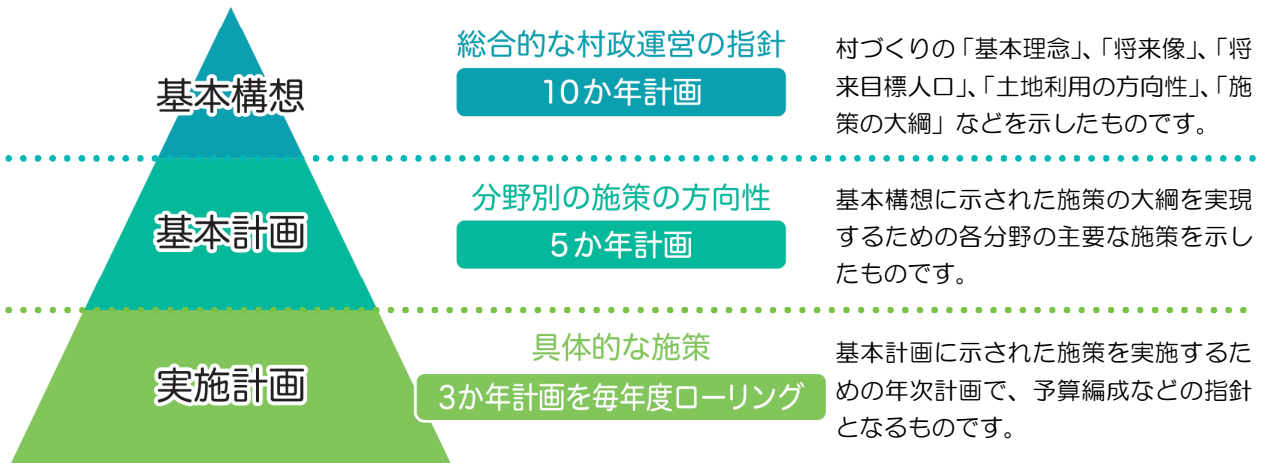 基本構想
総合的な村政運営の指針
10か年計画
村づくりの「基本理念」、「将来像」、「将
来目標人口」、「土地利用の方向性」、「施
策の大綱」などを示したものです。
基本計画
分野別の施策の方向性
5か年計画
基本構想に示された施策の大綱を実現
するための各分野の主要な施策を示し
たものです。
実施計画
具体的な施策
3か年計画を毎年度ローリング
基本計画に示された施策を実施するた
めの年次計画で、予算編成などの指針
となるものです。